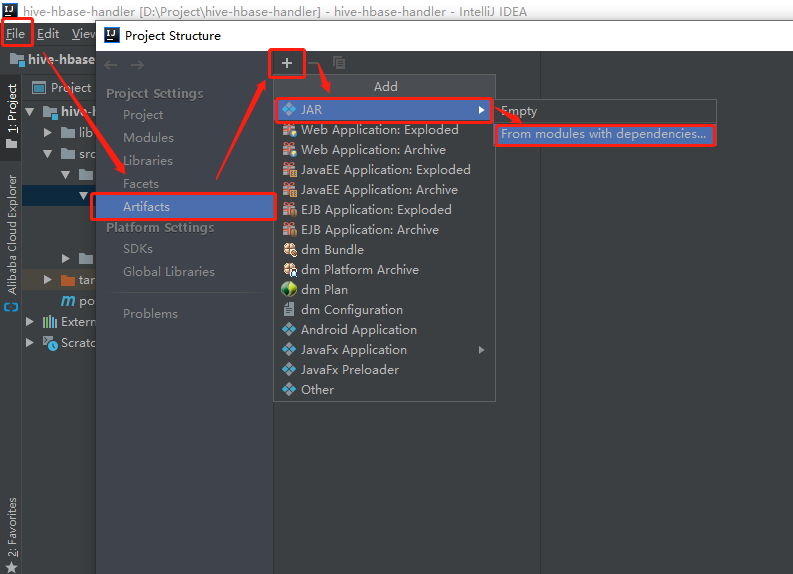 hive-hbase-handler [D:\Project\hive-hbase-handler] - hive-hbase-handler - IntelliJ IDEA
File Edit View
Project Structure
hive-hbase
1: Project
Project
hive-
lib
src
tar
po
Extern
Scratc
Alibaba Cloud Explorer
2: Favorites
Project Settings
Project
Modules
Libraries
Facets
Artifacts
Platform Settings
SDKs
Global Libraries
Problems
Add
JAR
Web Application: Exploded
Web Application: Archive
JavaEE Application: Exploded
JavaEE Application: Archive
EJB Application: Exploded
EJB Application: Archive
dm Bundle
dm Platform Archive
dm Plan
dm Configuration
Android Application
JavaFx Application
JavaFx Preloader
Other
Empty
From modules with dependencies...